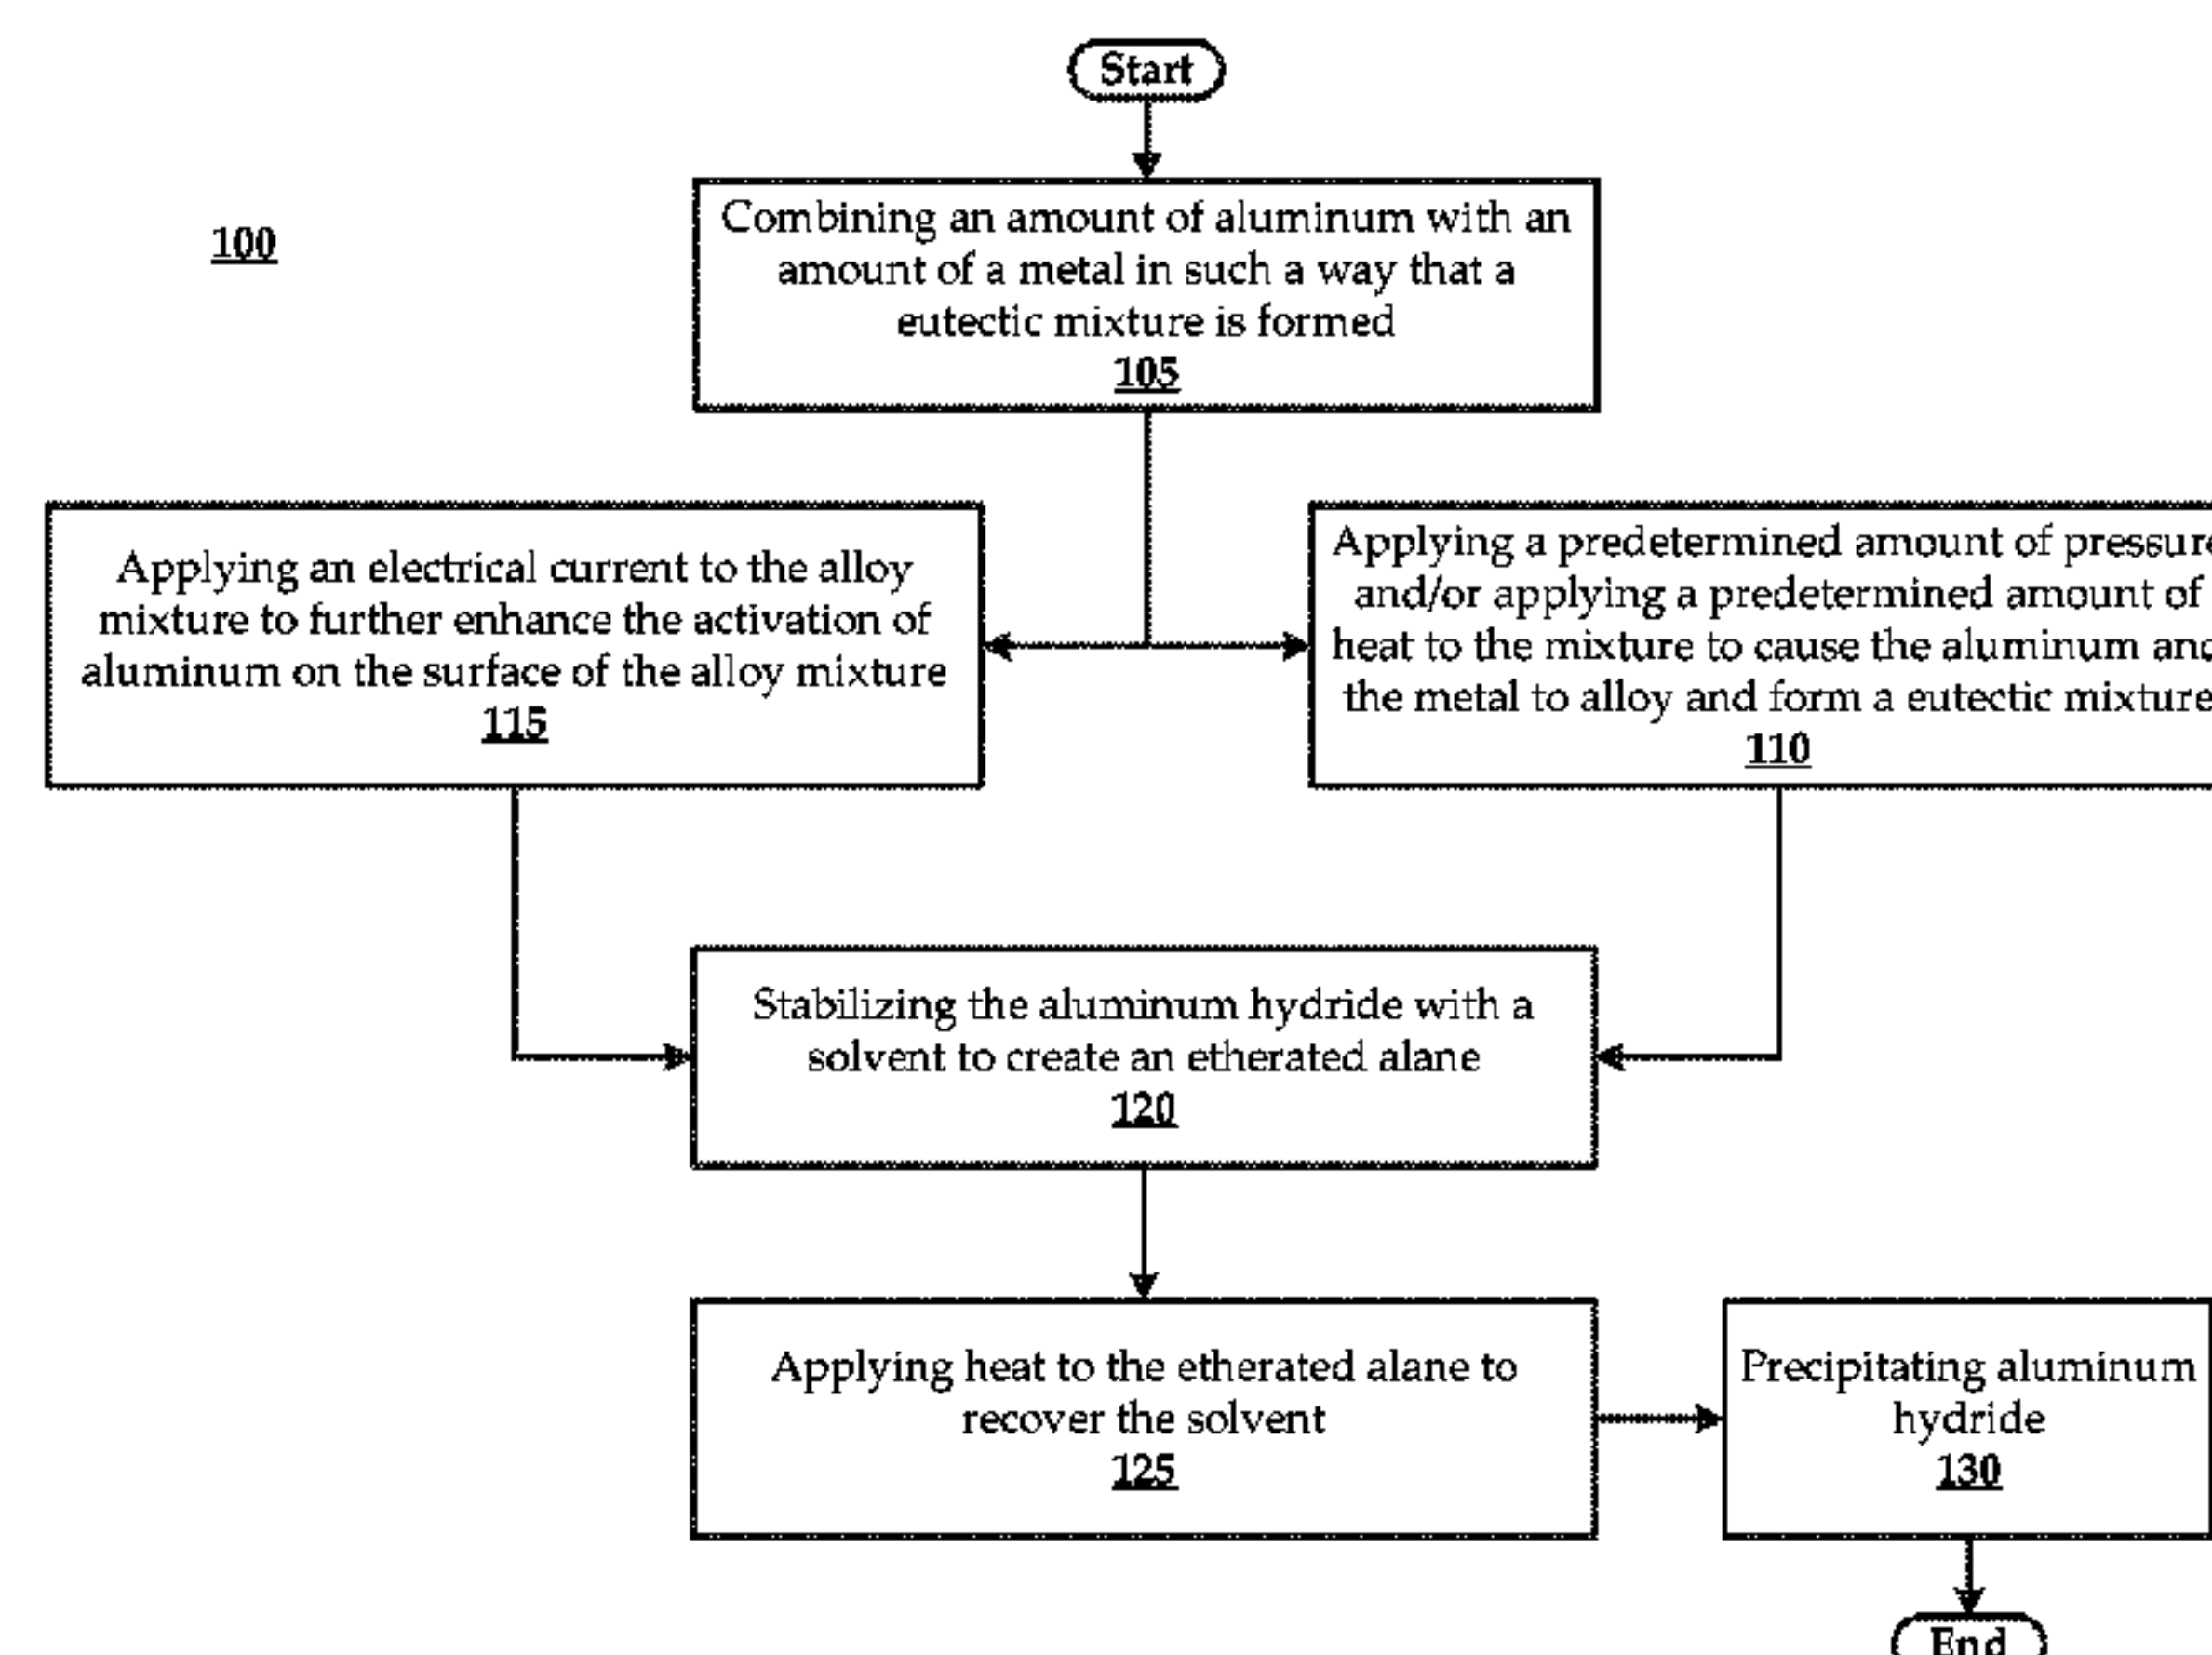 Start
100
Combining an amount of aluminum with an
amount of a metal in such a way that a
eutectic mixture is formed
105
Applying an electrical current to the alloy
mixture to further enhance the activation of
aluminum on the surface of the alloy mixture
115
Applying a predetermined amount of pressure
and/or applying a predetermined amount of
heat to the mixture to cause the aluminum and
the metal to alloy and form a eutectic mixture
110
Stabilizing the aluminum hydride with a
solvent to create an etherated alane
120
Applying heat to the etherated alane to
recover the solvent
125
Precipitating aluminum
hydride
130
End